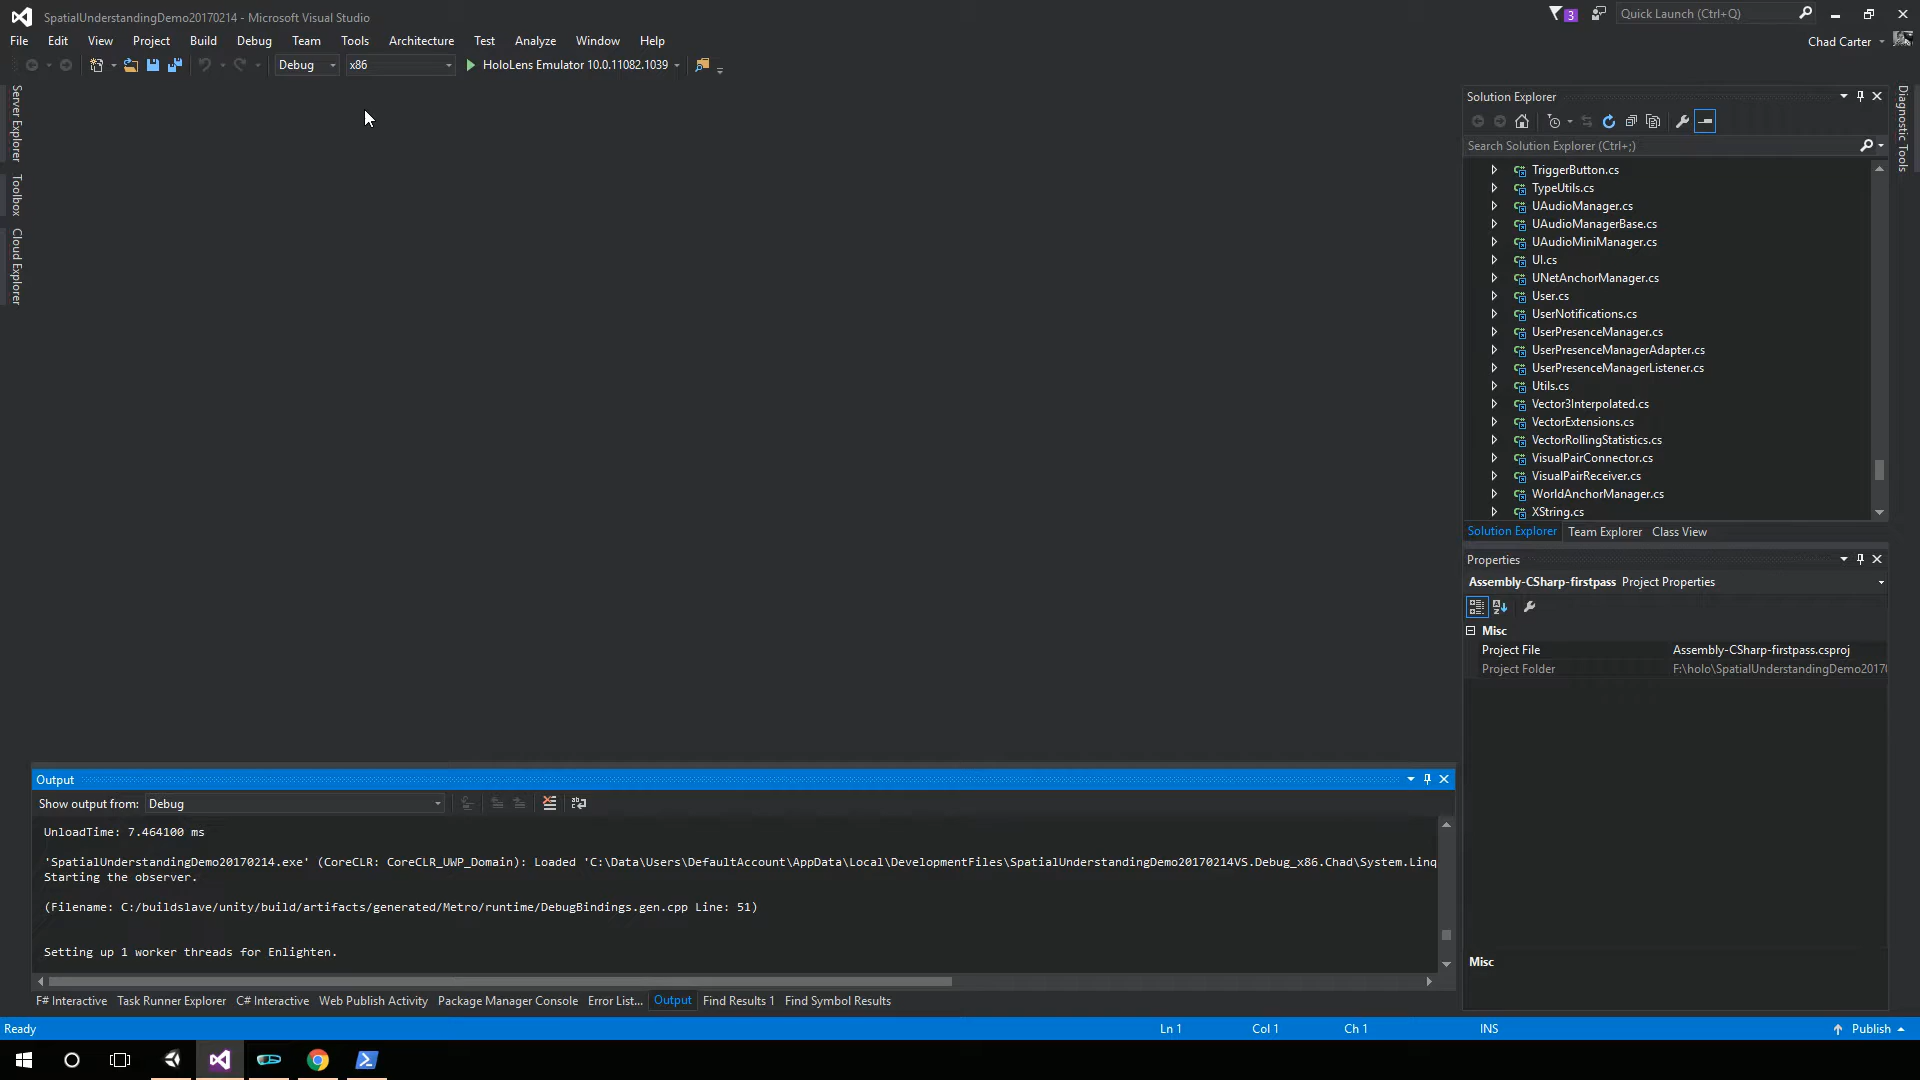 SpatialUnderstandingDemo20170214 - Microsoft Visual Studio
3
Quick Launch (Ctrl+Q)
File Edit View Project Build Debug Team Tools Architecture Test Analyze Window Help
Chad Carter
Debug x86 HoloLens Emulator 10.0.11082.1039
Server Explorer
Toolbox
Cloud Explorer
Solution Explorer
Search Solution Explorer (Ctrl+;)
TriggerButton.cs
TypeUtils.cs
UAudioManager.cs
UAudioManagerBase.cs
UAudioMiniManager.cs
UI.cs
UNetAnchorManager.cs
User.cs
UserNotifications.cs
UserPresenceManager.cs
UserPresenceManagerAdapter.cs
UserPresenceManagerListener.cs
Utils.cs
Vector3Interpolated.cs
VectorExtensions.cs
VectorRollingStatistics.cs
VisualPairConnector.cs
VisualPairReceiver.cs
WorldAnchorManager.cs
XString.cs
Solution Explorer Team Explorer Class View
Diagnostic Tools
Properties
Assembly-CSharp-firstpass Project Properties
Misc
Project File Assembly-CSharp-firstpass.csproj
Project Folder F:\holo\SpatialUnderstandingDemo2017
Misc
Output
Show output from: Debug
UnloadTime: 7.464100 ms
'SpatialUnderstandingDemo20170214.exe' (CoreCLR: CoreCLR_UWP_Domain): Loaded 'C:\Data\Users\DefaultAccount\AppData\Local\DevelopmentFiles\SpatialUnderstandingDemo20170214VS.Debug_x86.Chad\System.Linq
Starting the observer.
(Filename: C:/buildslave/unity/build/artifacts/generated/Metro/runtime/DebugBindings.gen.cpp Line: 51)
Setting up 1 worker threads for Enlighten.
F# Interactive Task Runner Explorer C# Interactive Web Publish Activity Package Manager Console Error List... Output Find Results 1 Find Symbol Results
Ready Ln 1 Col 1 Ch 1 INS Publish